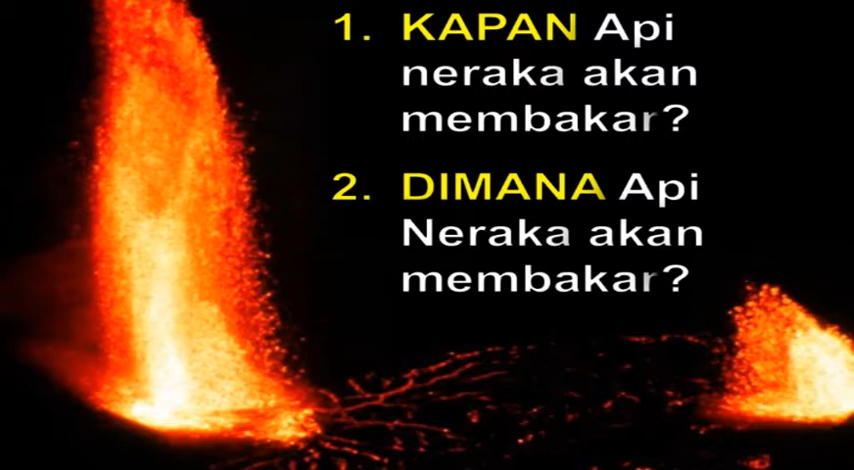 1. KAPAN Api
neraka akan
membakar?
2. DIMANA Api
Neraka akan
membakar?